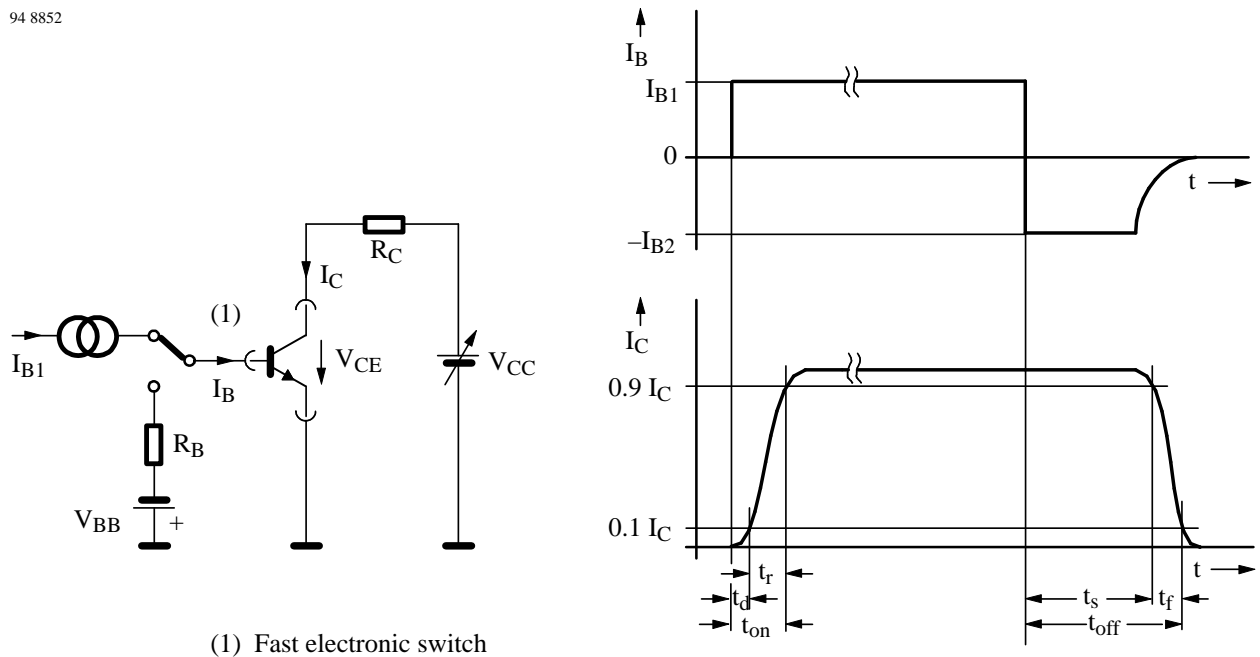 94 8852
I_B
I_B1
0
t
–I_B2
R_C
I_C
(1)
I_B1
I_B
V_CE
V_CC
R_B
V_BB
+
I_C
0.9 I_C
0.1 I_C
t
t_r
t_d
t_on
t_s
t_f
t_off
(1) Fast electronic switch